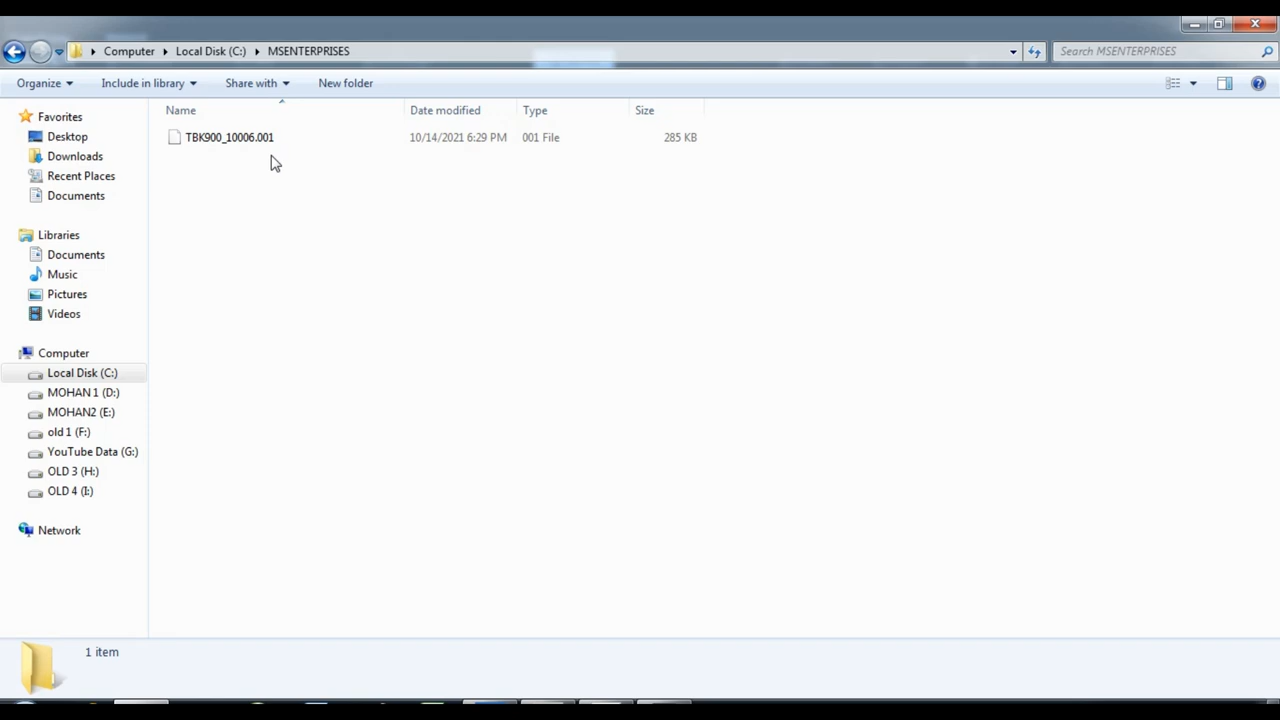 Computer Local Disk (C:) MSENTERPRISES Search MSENTERPRISES
Organize Include in library Share with New folder
Name Date modified Type Size
TBK900_10006.001 10/14/2021 6:29 PM 001 File 285 KB
Favorites
Desktop
Downloads
Recent Places
Documents
Libraries
Documents
Music
Pictures
Videos
Computer
Local Disk (C:)
MOHAN 1 (D:)
MOHAN2 (E:)
old 1 (F:)
YouTube Data (G:)
OLD 3 (H:)
OLD 4 (I:)
Network
1 item